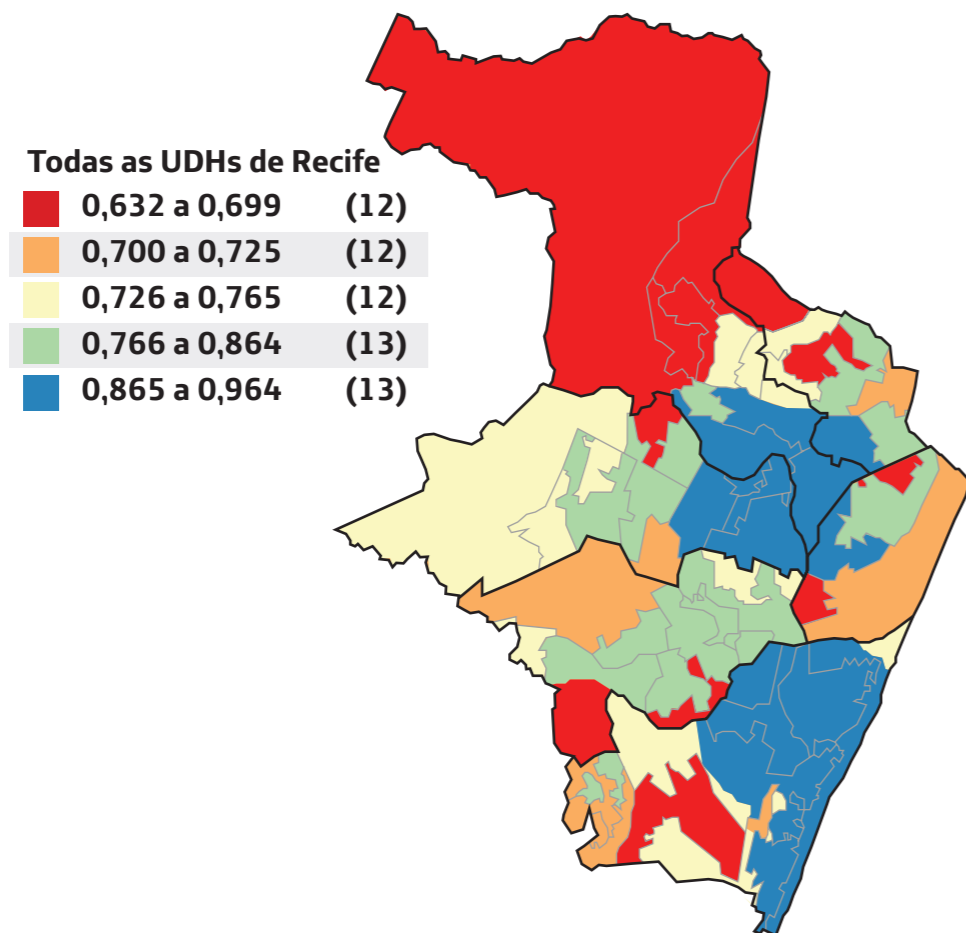 Todas as UDHs de Recife
0,632 a 0,699 (12)
0,700 a 0,725 (12)
0,726 a 0,765 (12)
0,766 a 0,864 (13)
0,865 a 0,964 (13)